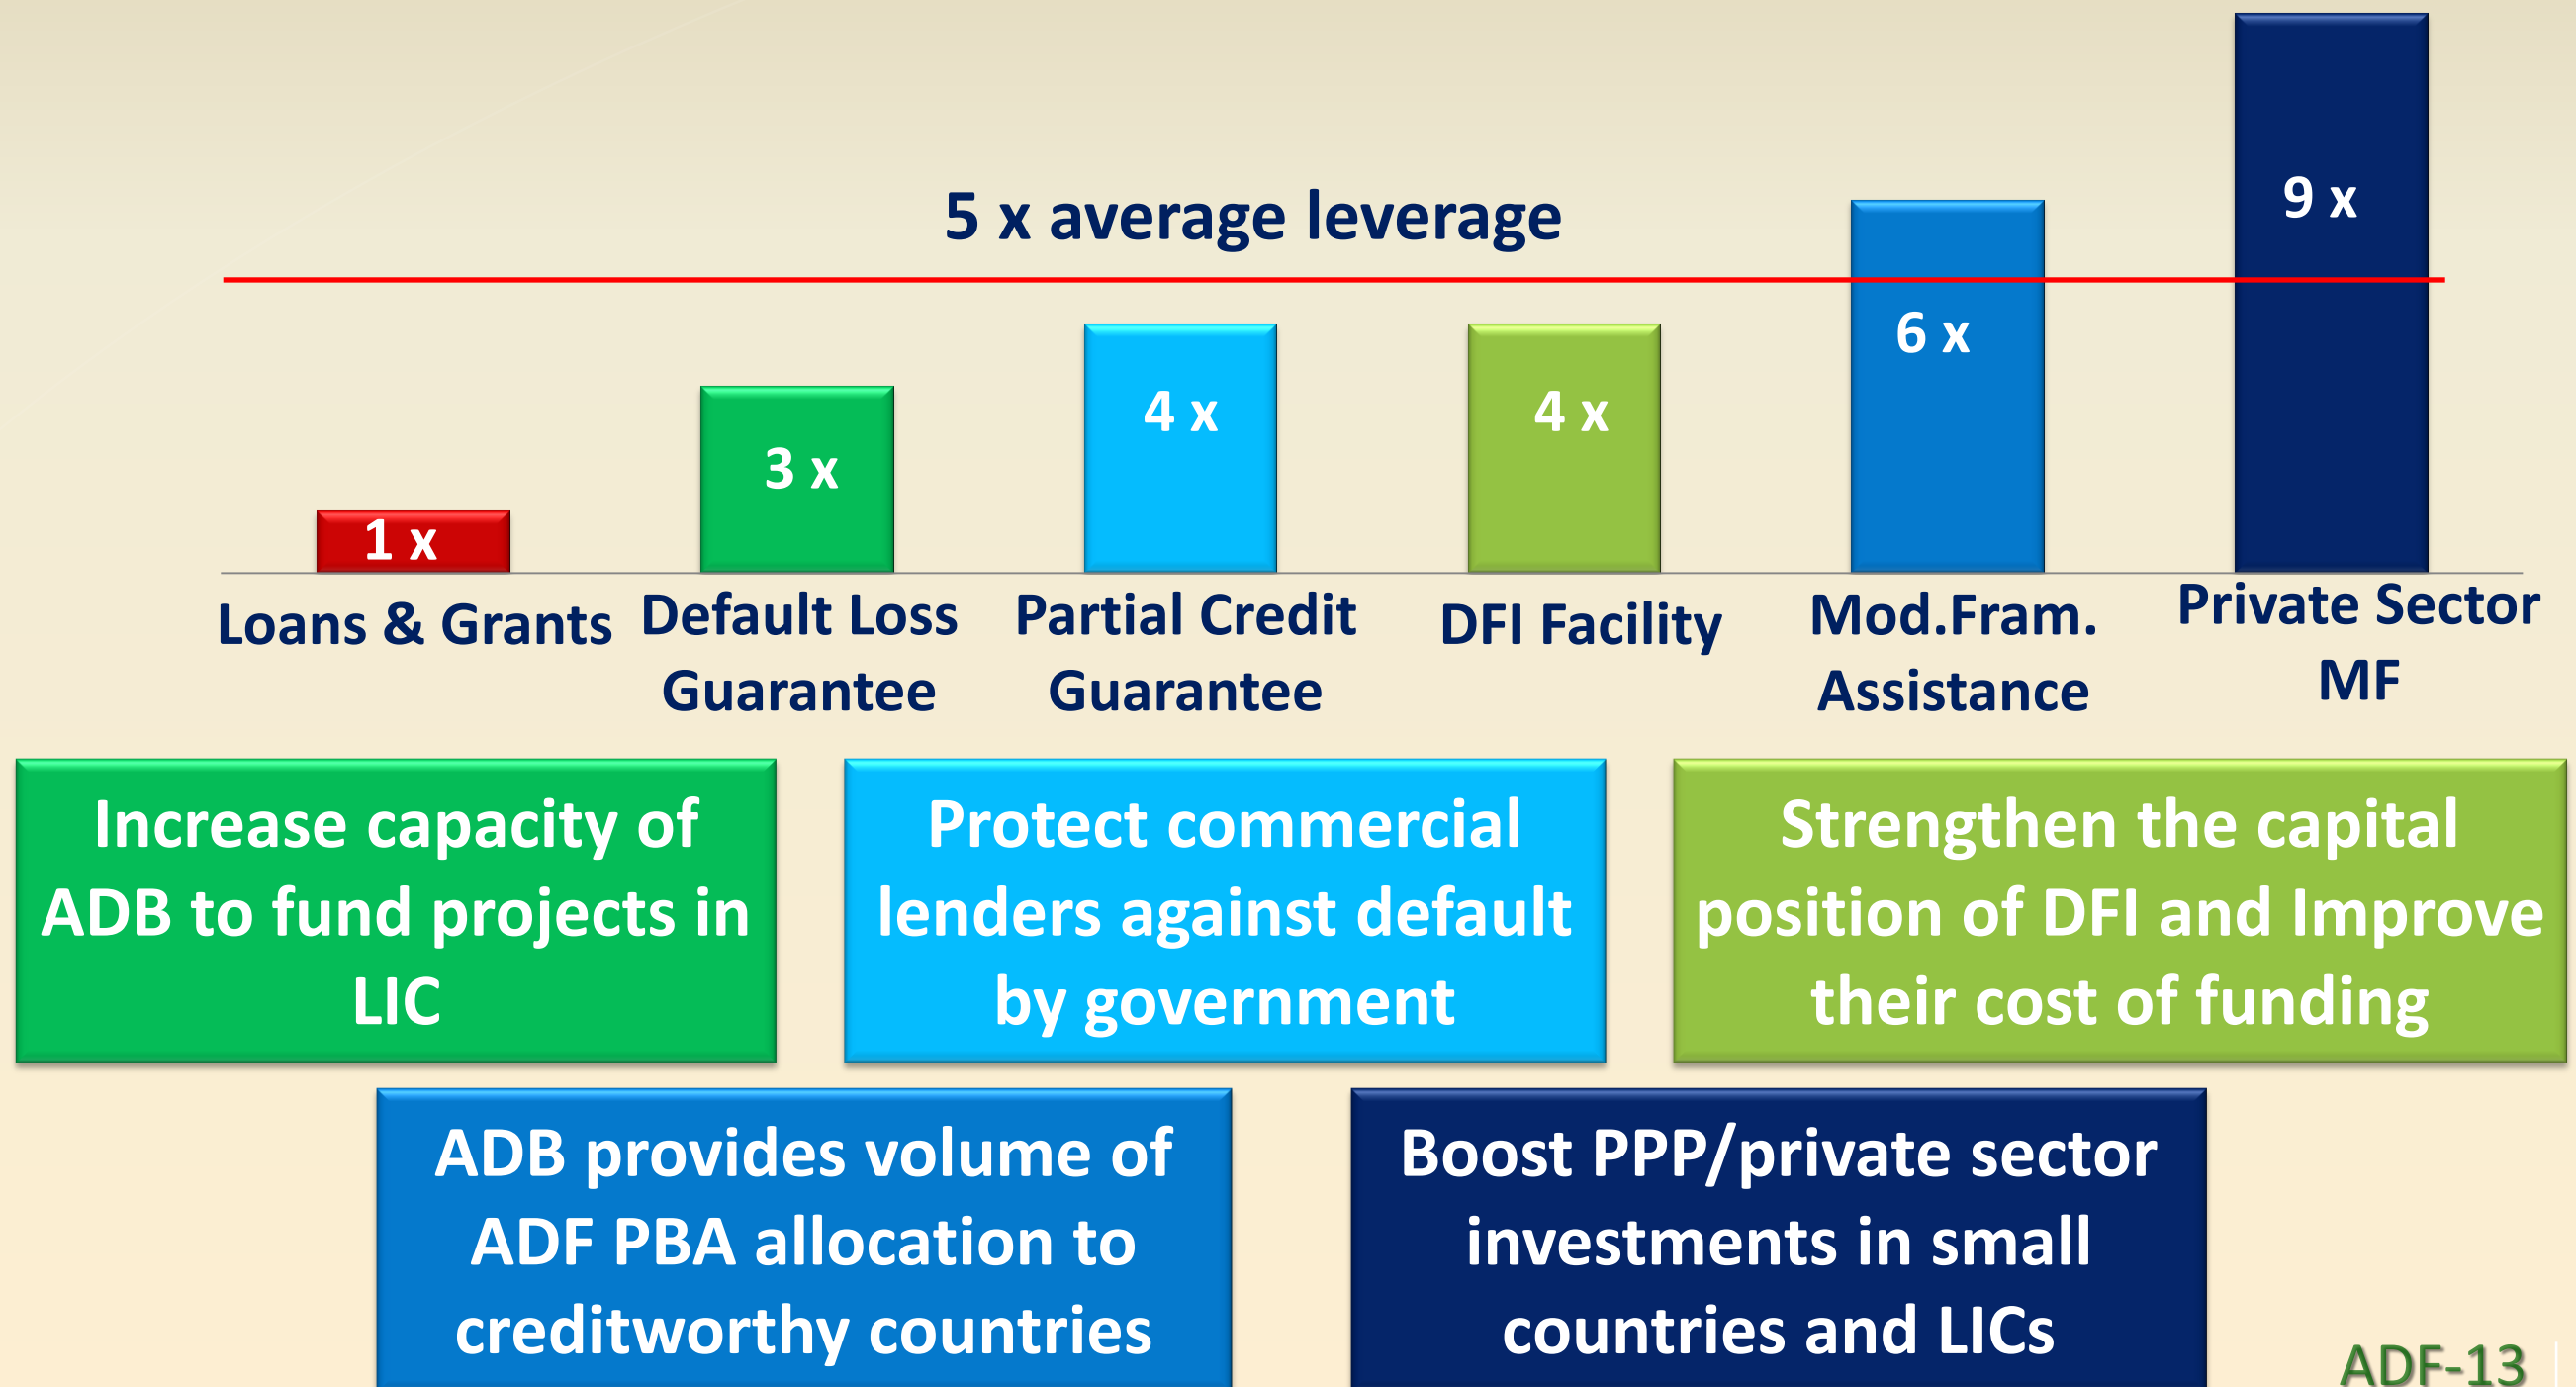 5 x average leverage
1 x
3 x
4 x
4 x
6 x
9 x
Loans & Grants
Default Loss
Guarantee
Partial Credit
Guarantee
DFI Facility
Mod.Fram.
Assistance
Private Sector
MF
Increase capacity of
ADB to fund projects in
LIC
Protect commercial
lenders against default
by government
Strengthen the capital
position of DFI and Improve
their cost of funding
ADB provides volume of
ADF PBA allocation to
creditworthy countries
Boost PPP/private sector
investments in small
countries and LICs
ADF-13